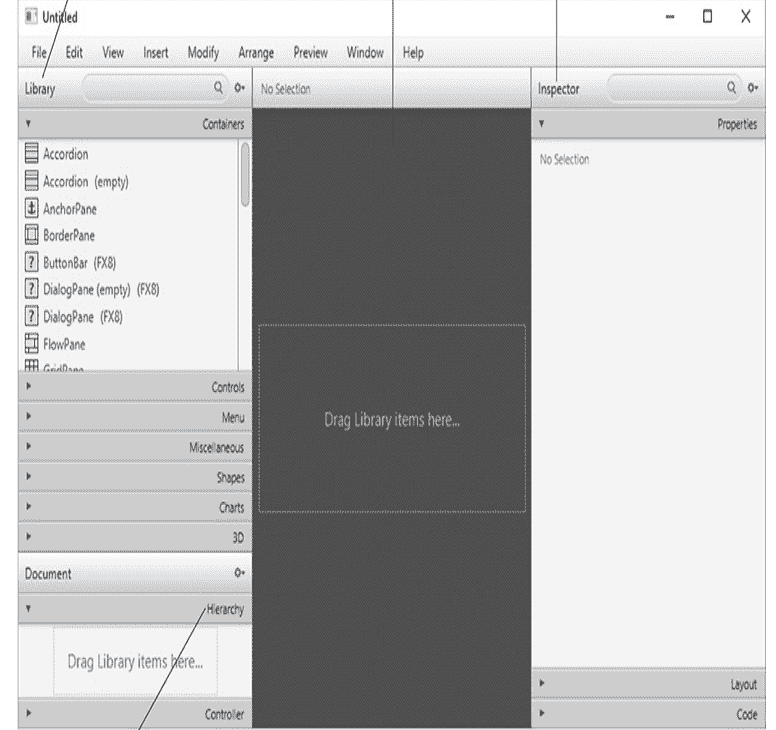 Untitled
File Edit View Insert Modify Arrange Preview Window Help
Library
No Selection
Inspector
Containers
Accordion
Accordion (empty)
AnchorPane
BorderPane
ButtonBar (FX8)
DialogPane (empty) (FX8)
DialogPane (FX8)
FlowPane
GridPane
Controls
Menu
Miscellaneous
Shapes
Charts
3D
Document
Hierarchy
Drag Library items here...
Controller
Drag Library items here...
Properties
No Selection
Layout
Code